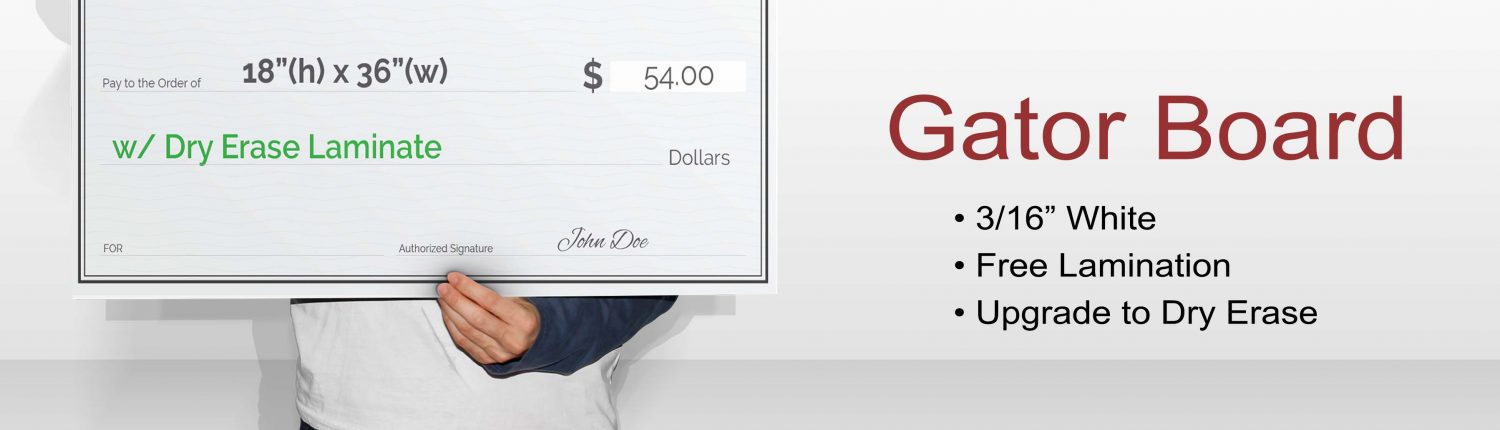 Pay to the Order of 18”(h) x 36”(w) $ 54.00
w/ Dry Erase Laminate Dollars
FOR Authorized Signature John Doe
Gator Board
• 3/16” White
• Free Lamination
• Upgrade to Dry Erase